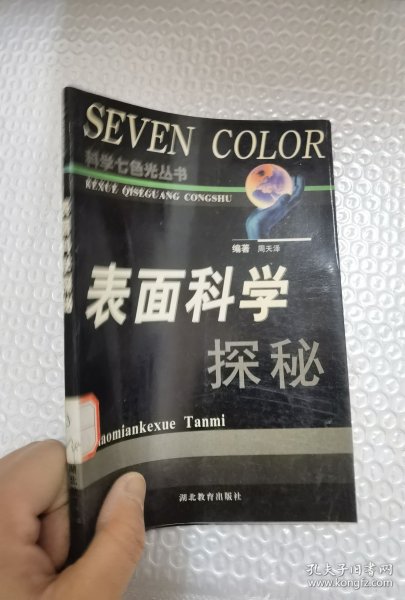 SEVEN COLOR
科学七色光丛书
KEXUE QISEGUANG CONGSHU
编著 周天泽
表面科学
探秘
iaomiankexue Tanmi
湖北教育出版社
孔夫子旧书网
www.kongfz.com